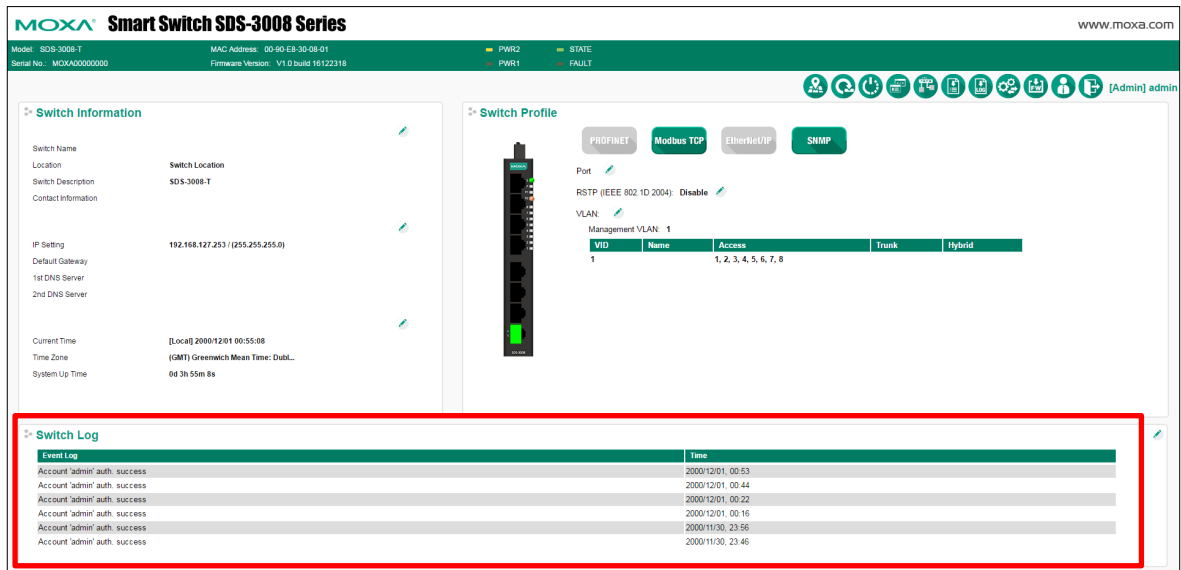 MOXA Smart Switch SDS-3008 Series www.moxa.com
Model: SDS-3008-T MAC Address: 00-90-E8-30-08-01 PWR2 STATE
Serial No.: MOXA00000000 Firmware Version: V1.0 build 16122318 PWR1 FAULT
[Admin] admin
Switch Information
Switch Name
Location Switch Location
Switch Description SDS-3008-T
Contact Information
IP Setting 192.168.127.253 / (255.255.255.0)
Default Gateway
1st DNS Server
2nd DNS Server
Current Time [Local] 2000/12/01 00:55:08
Time Zone (GMT) Greenwich Mean Time: Dubl...
System Up Time 0d 3h 55m 8s
Switch Profile
PROFINET Modbus TCP EtherNet/IP SNMP
Port
RSTP (IEEE 802.1D 2004): Disable
VLAN:
Management VLAN: 1
VID Name Access Trunk Hybrid
1 1, 2, 3, 4, 5, 6, 7, 8
Switch Log
Event Log Time
Account 'admin' auth. success 2000/12/01, 00:53
Account 'admin' auth. success 2000/12/01, 00:44
Account 'admin' auth. success 2000/12/01, 00:22
Account 'admin' auth. success 2000/12/01, 00:16
Account 'admin' auth. success 2000/11/30, 23:56
Account 'admin' auth. success 2000/11/30, 23:46